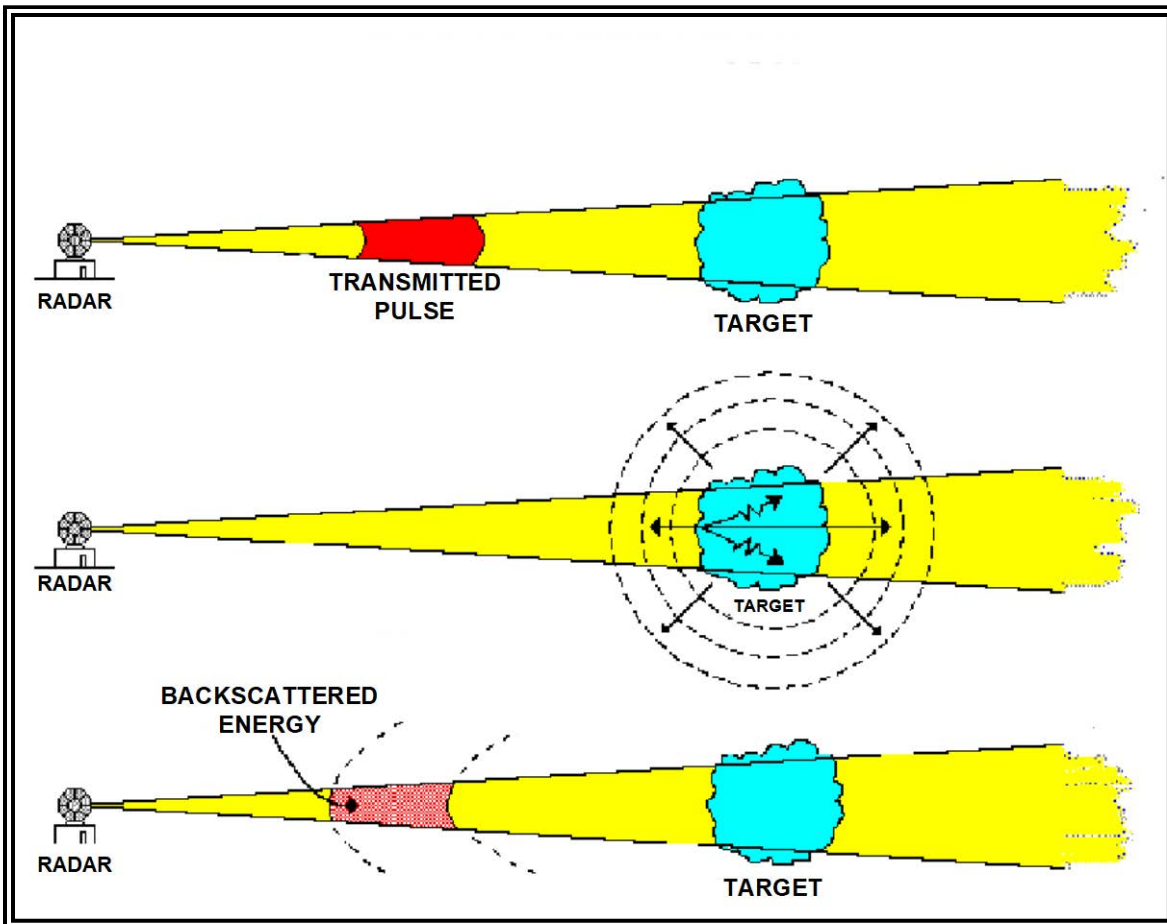 RADAR
TRANSMITTED
PULSE
TARGET
RADAR
TARGET
BACKSCATTERED
ENERGY
RADAR
TARGET